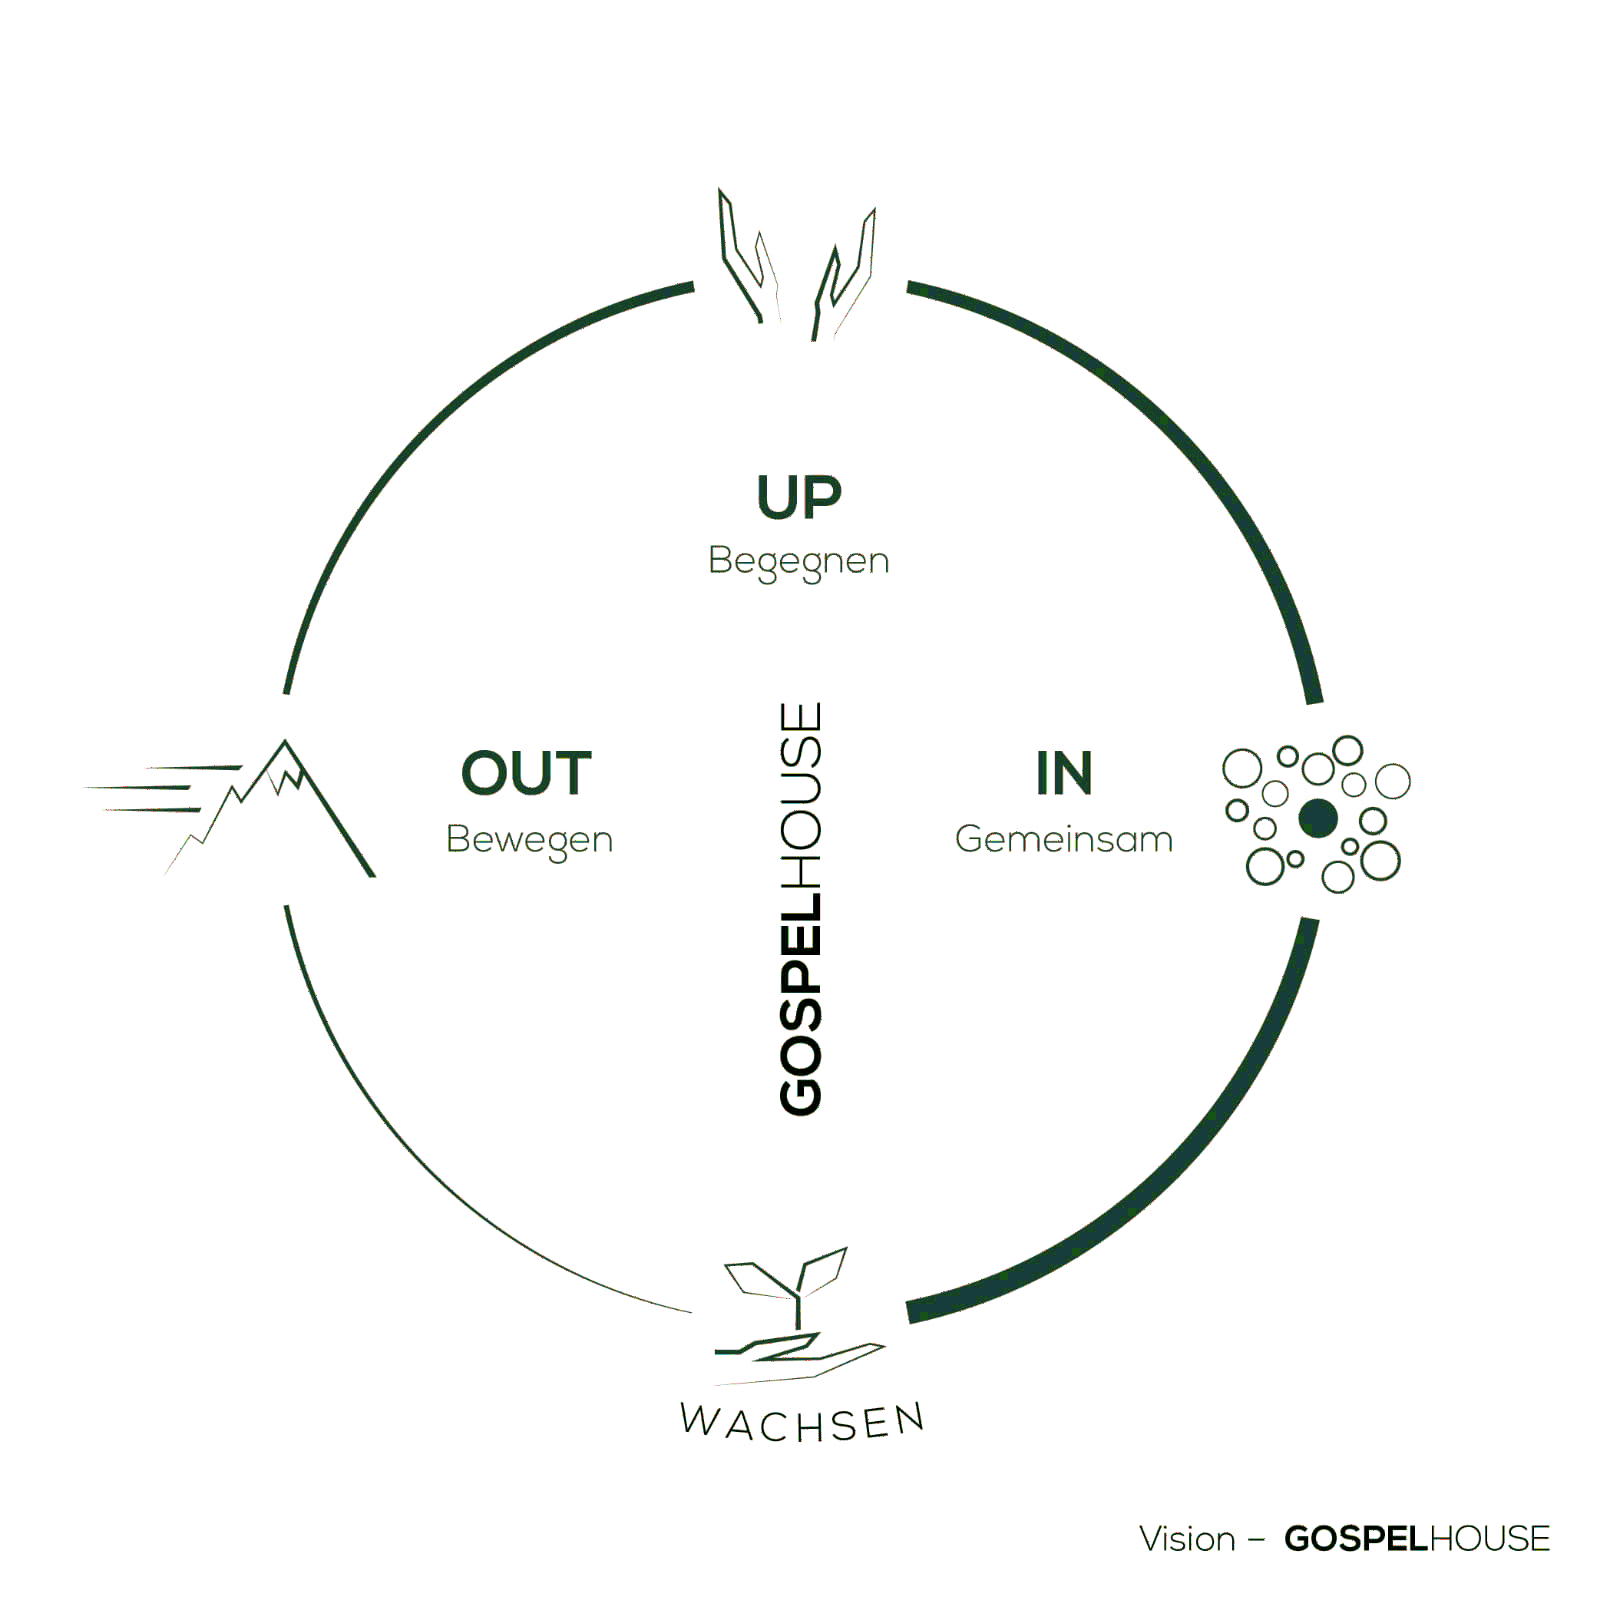 UP
Begegnen
OUT
Bewegen
IN
Gemeinsam
GOSPELHOUSE
WACHSEN
Vision – GOSPELHOUSE